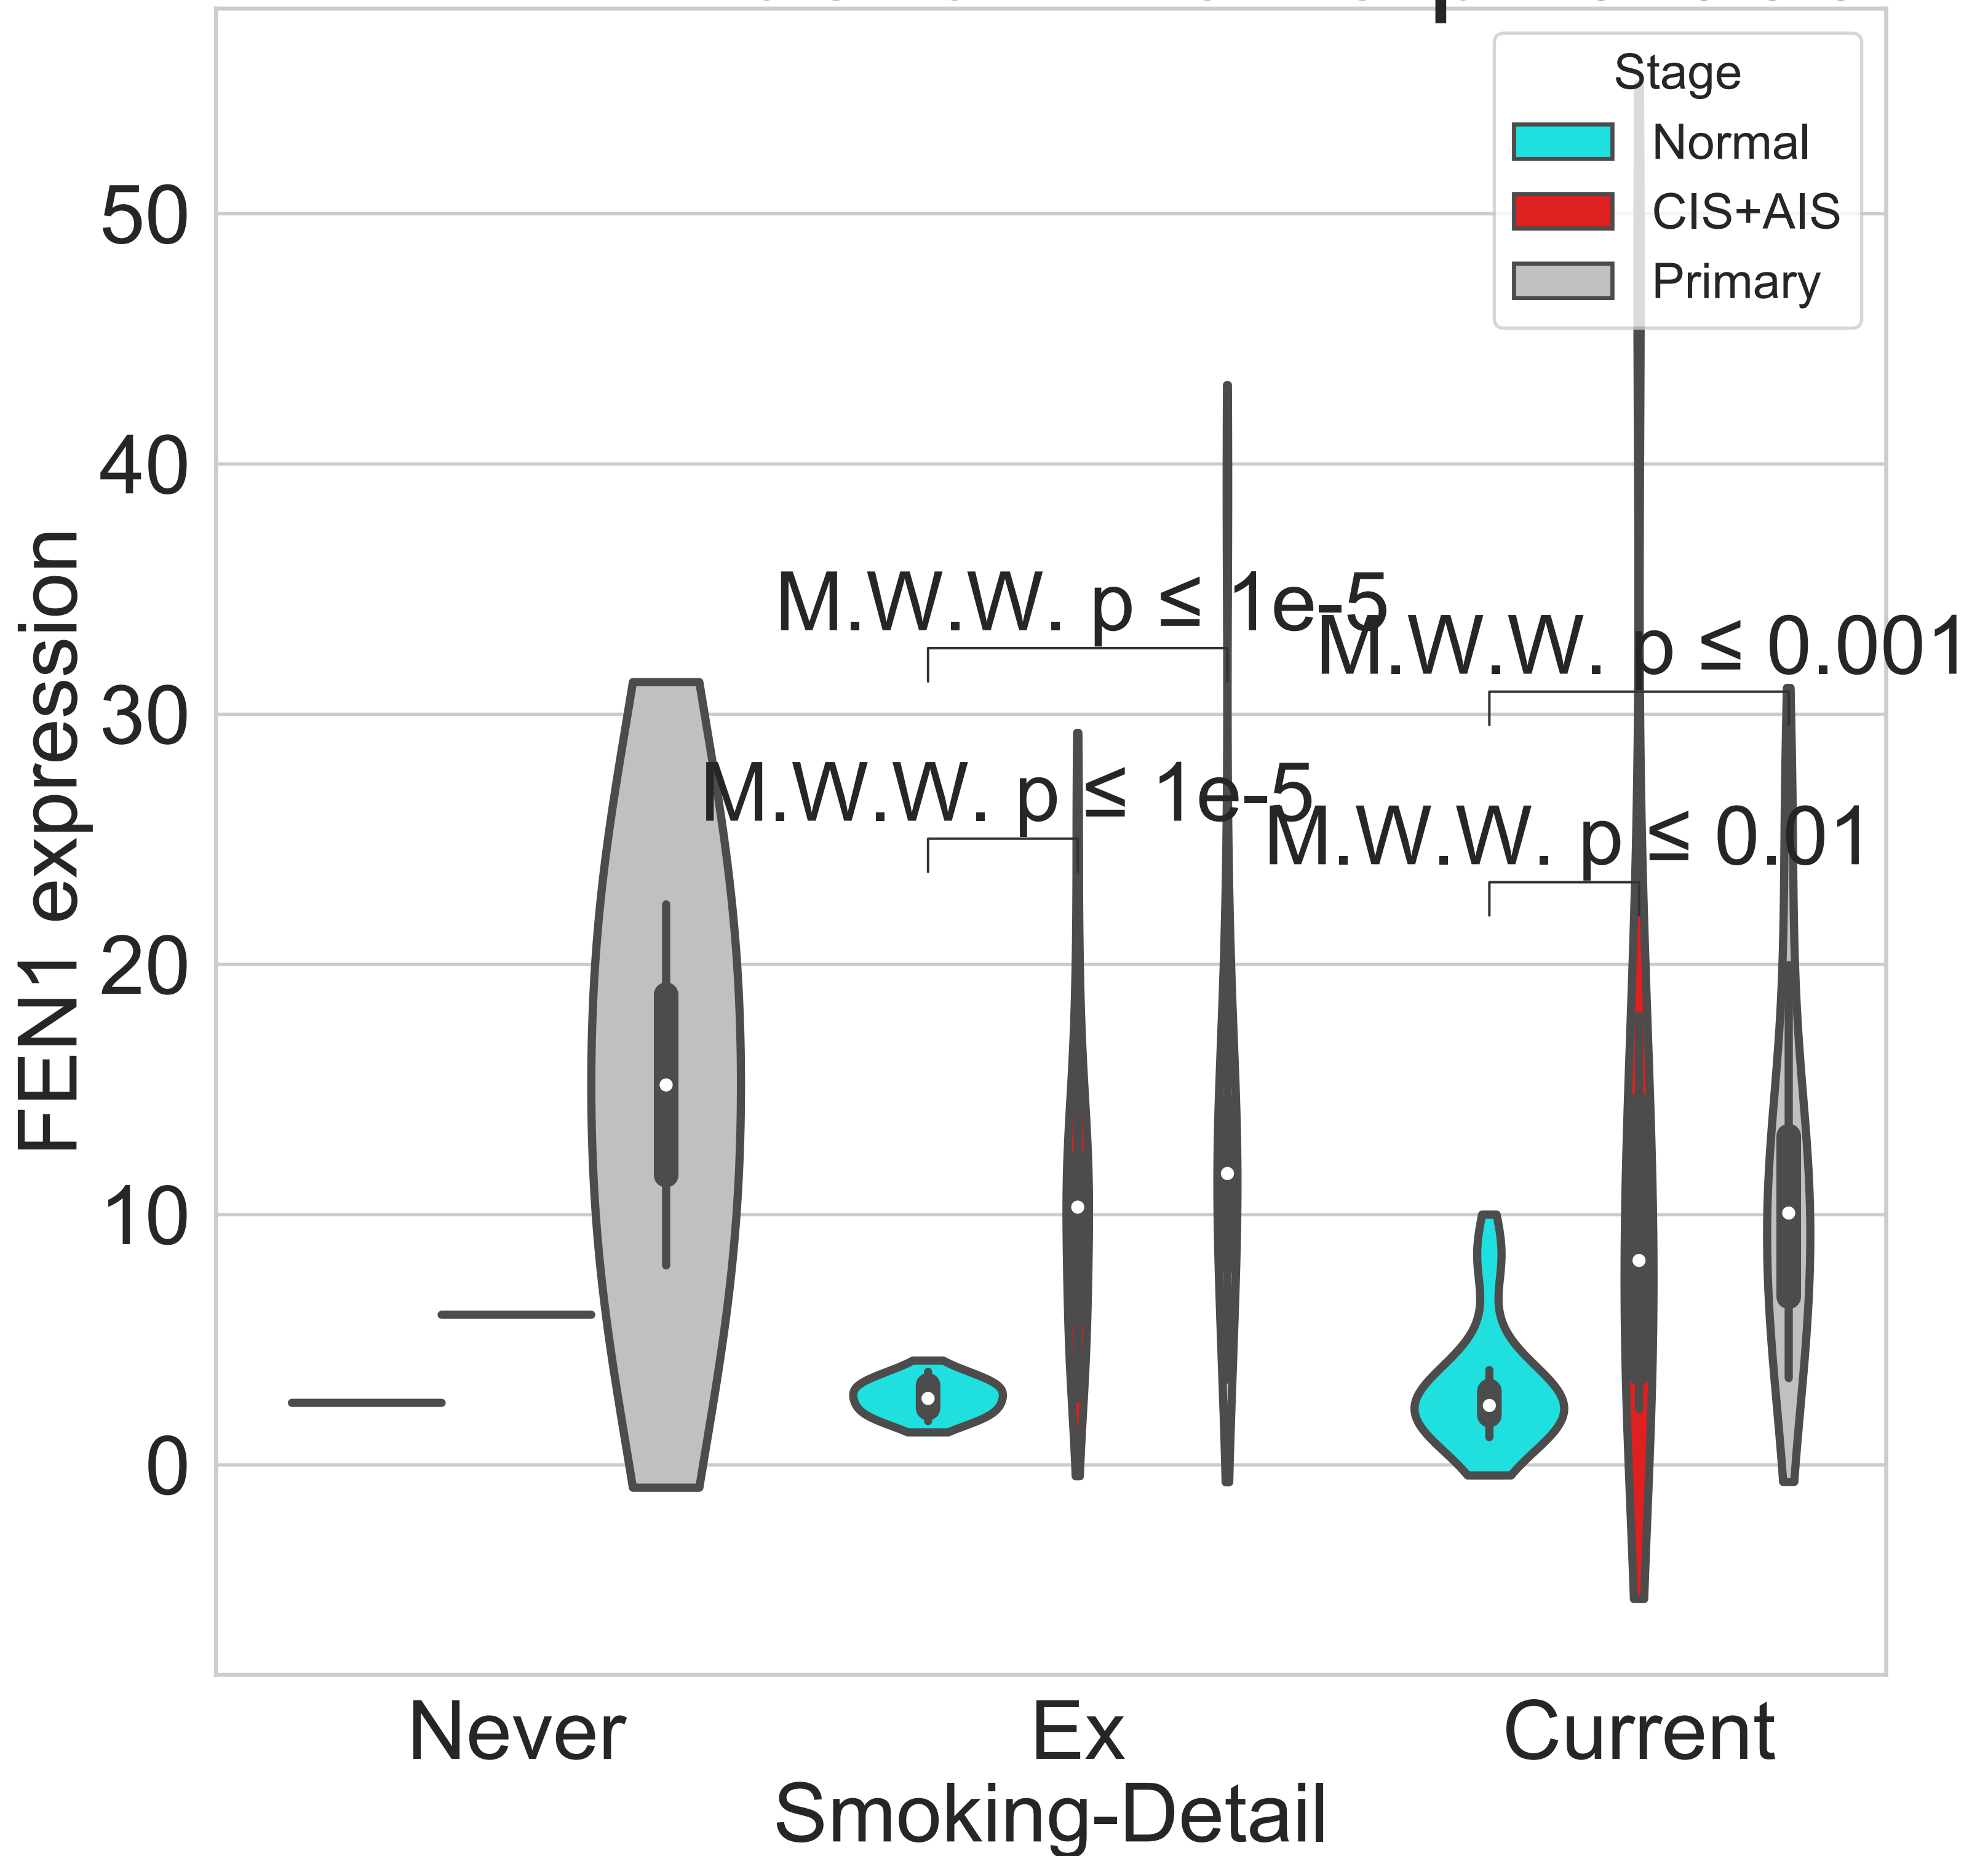 Stage
Normal
CIS+AIS
Primary
50
40
30
20
10
0
FEN1 expression
M.W.W. p ≤ 1e-5
M.W.W. p ≤ 0.001
M.W.W. p ≤ 1e-5
M.W.W. p ≤ 0.01
Never
Ex
Current
Smoking-Detail